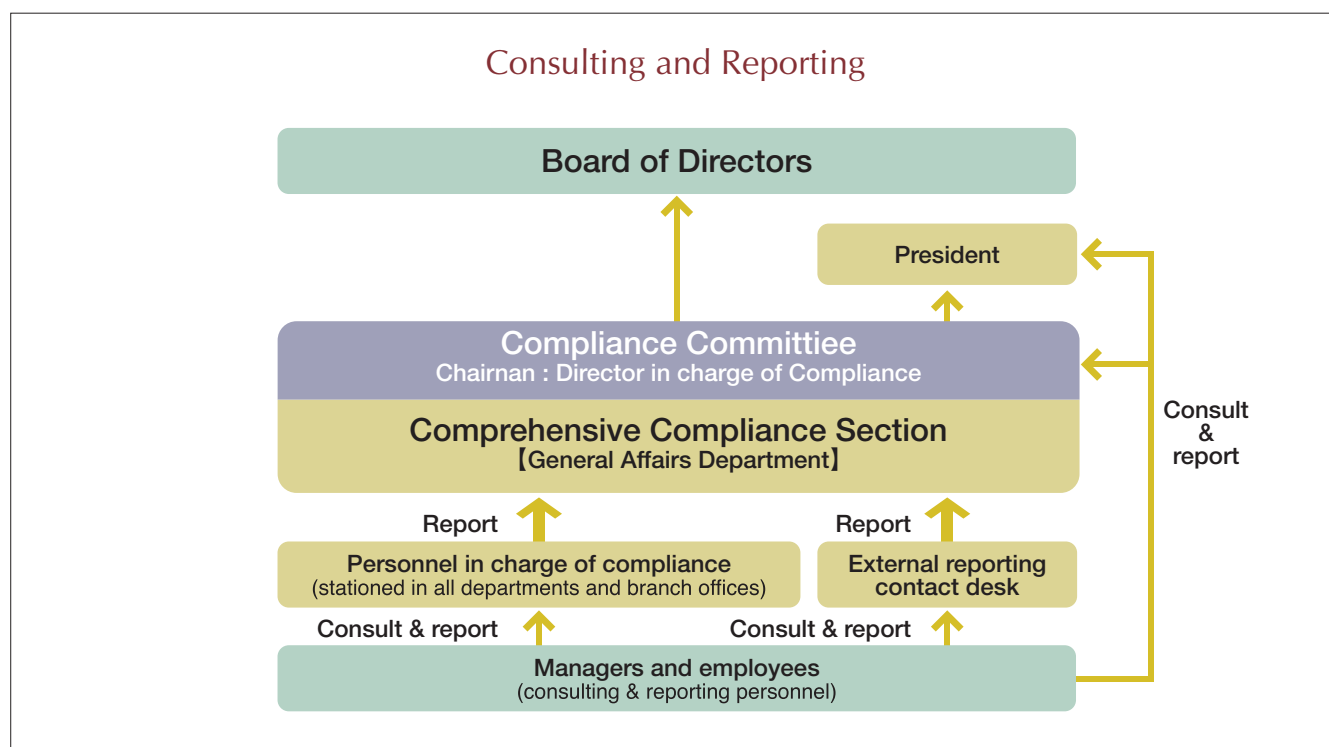 Consulting and Reporting
Board of Directors
President
Compliance Committiee
Chairnan : Director in charge of Compliance
Comprehensive Compliance Section
【General Affairs Department】
Consult
&
report
Report
Report
Personnel in charge of compliance
(stationed in all departments and branch offices)
External reporting
contact desk
Consult & report
Consult & report
Managers and employees
(consulting & reporting personnel)